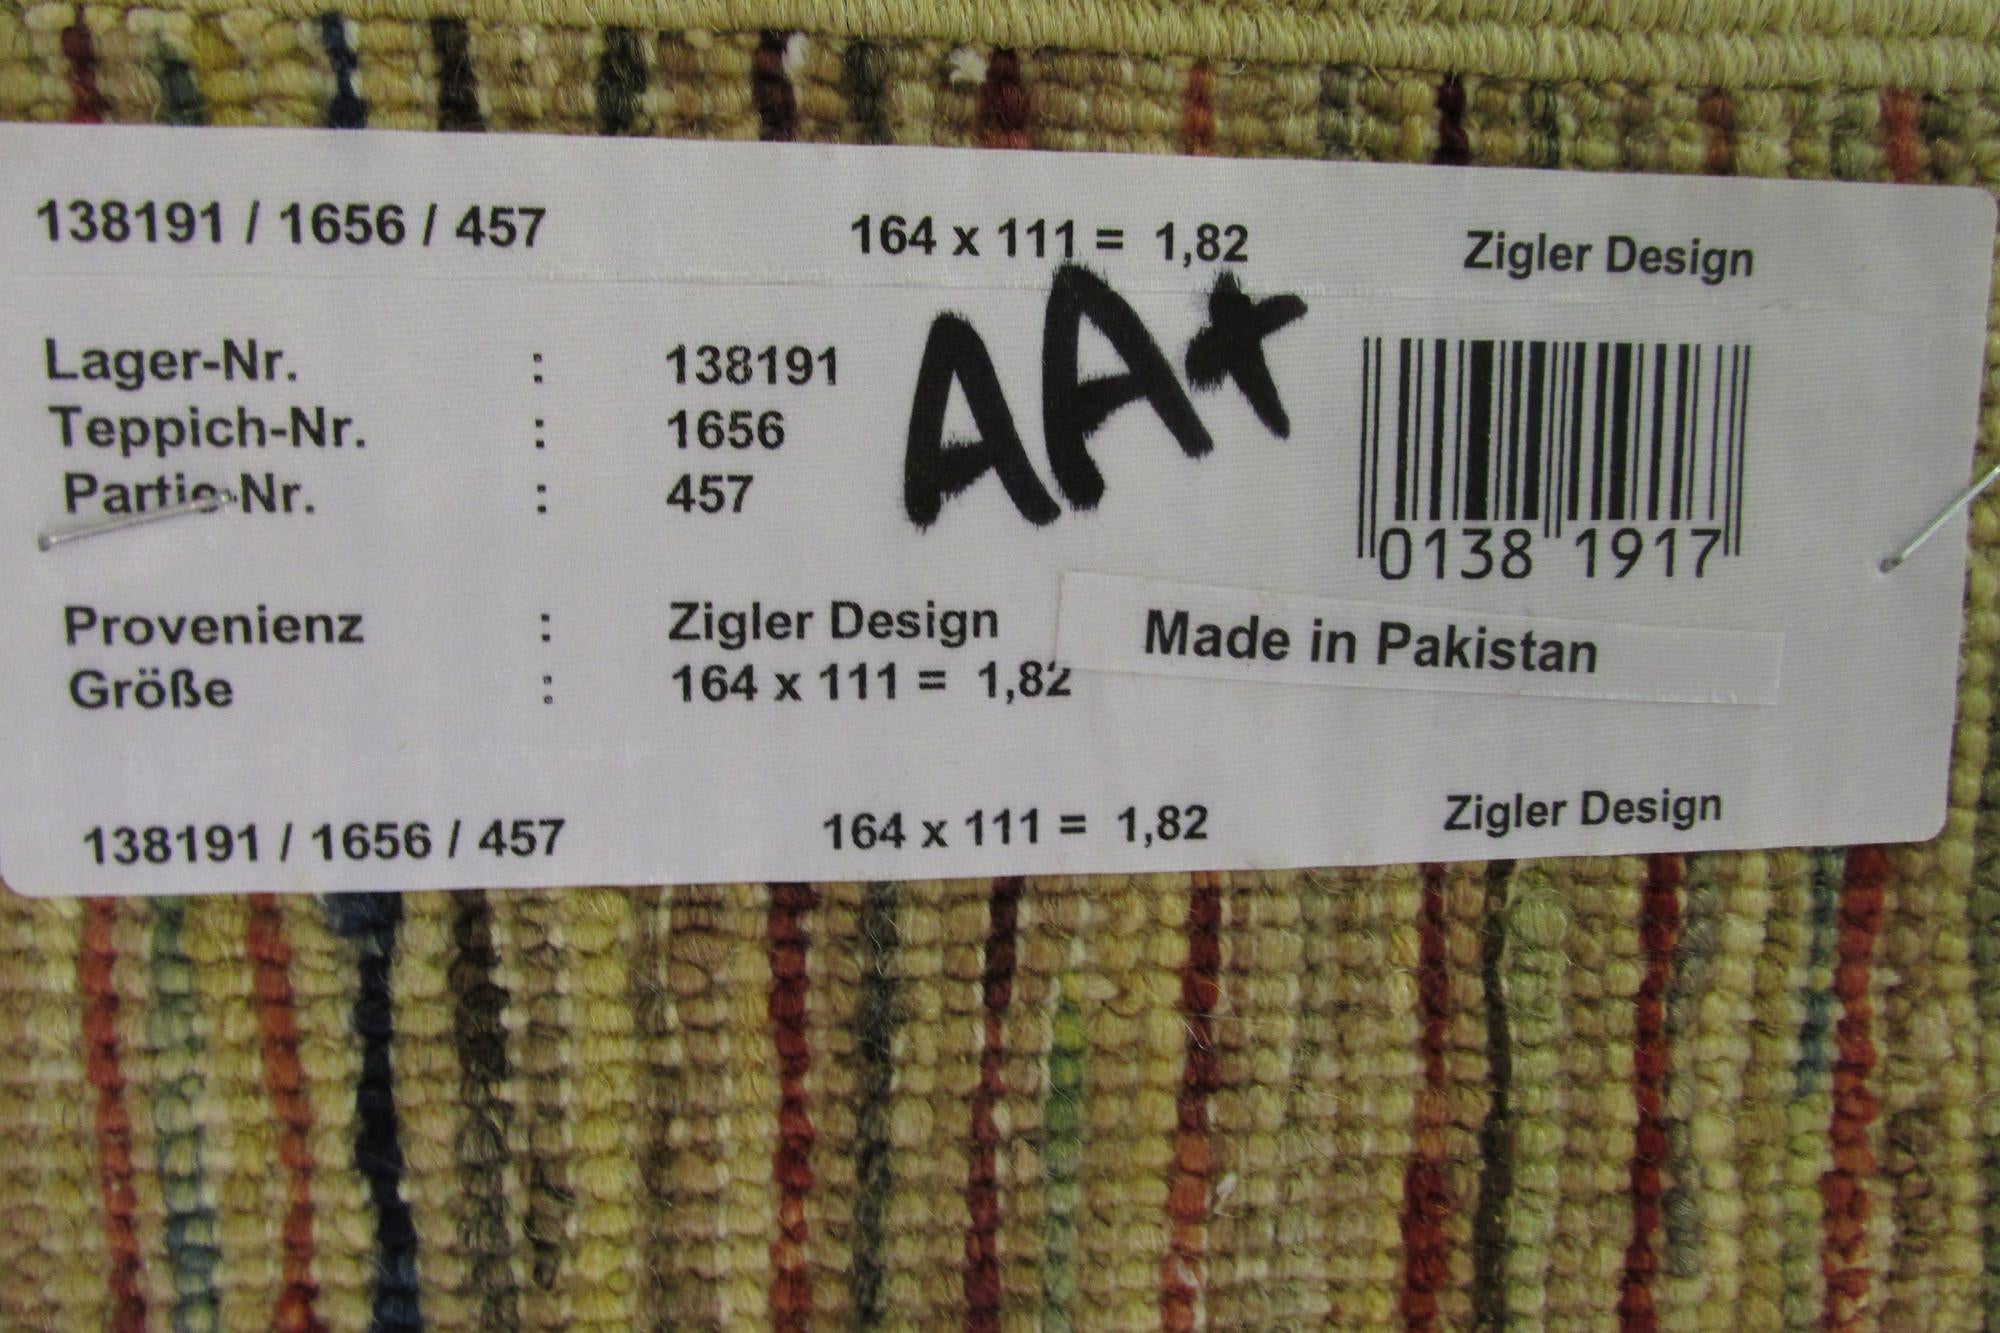 138191 / 1656 / 457 164 x 111 = 1,82 Zigler Design
AA+
Lager-Nr. : 138191
Teppich-Nr. : 1656
Partie-Nr. : 457
0138 1917
Provenienz : Zigler Design
Made in Pakistan
Größe : 164 x 111 = 1,82
138191 / 1656 / 457 164 x 111 = 1,82 Zigler Design